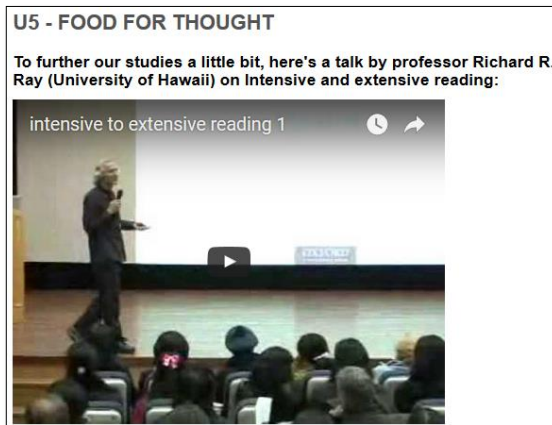 U5 - FOOD FOR THOUGHT
To further our studies a little bit, here's a talk by professor Richard R.
Ray (University of Hawaii) on Intensive and extensive reading:
intensive to extensive reading 1
OXFORD